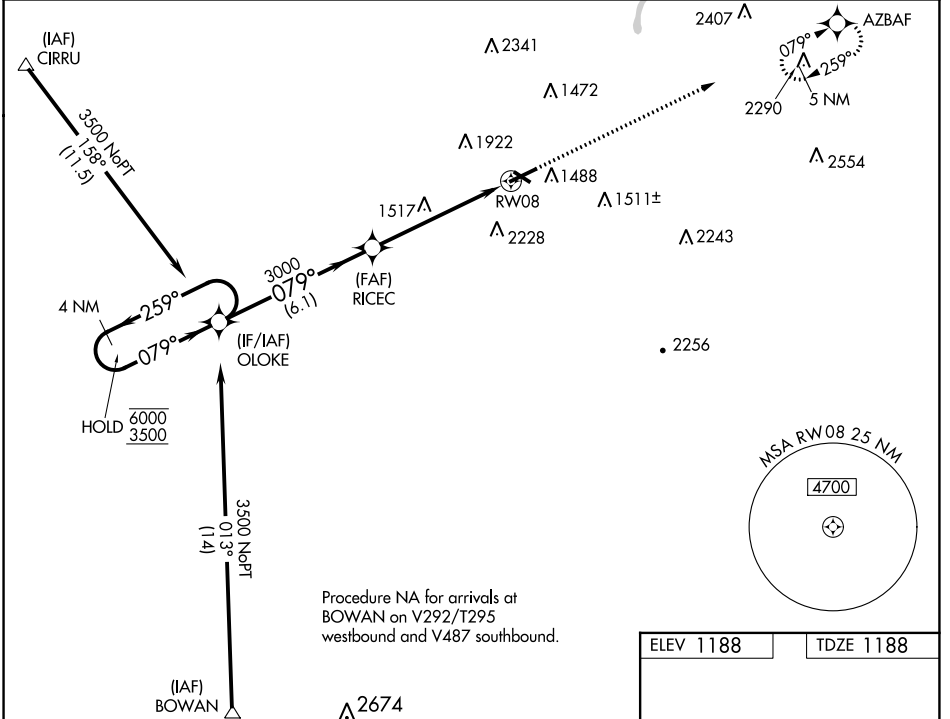 (IAF)
CIRRU
3500 NoPT
158°
(11.5)
2341
2407
AZBAF
079°
259°
5 NM
2290
1472
1922
1488
RW08
1511±
2554
1517
2228
2243
3000
079°
(6.1)
(FAF)
RICEC
4 NM
259°
079°
(IF/IAF)
OLOKE
2256
HOLD 6000
3500
3500 NoPT
013°
(14)
MSA RW08 25 NM
4700
Procedure NA for arrivals at
BOWAN on V292/T295
westbound and V487 southbound.
ELEV 1188
TDZE 1188
(IAF)
BOWAN
2674